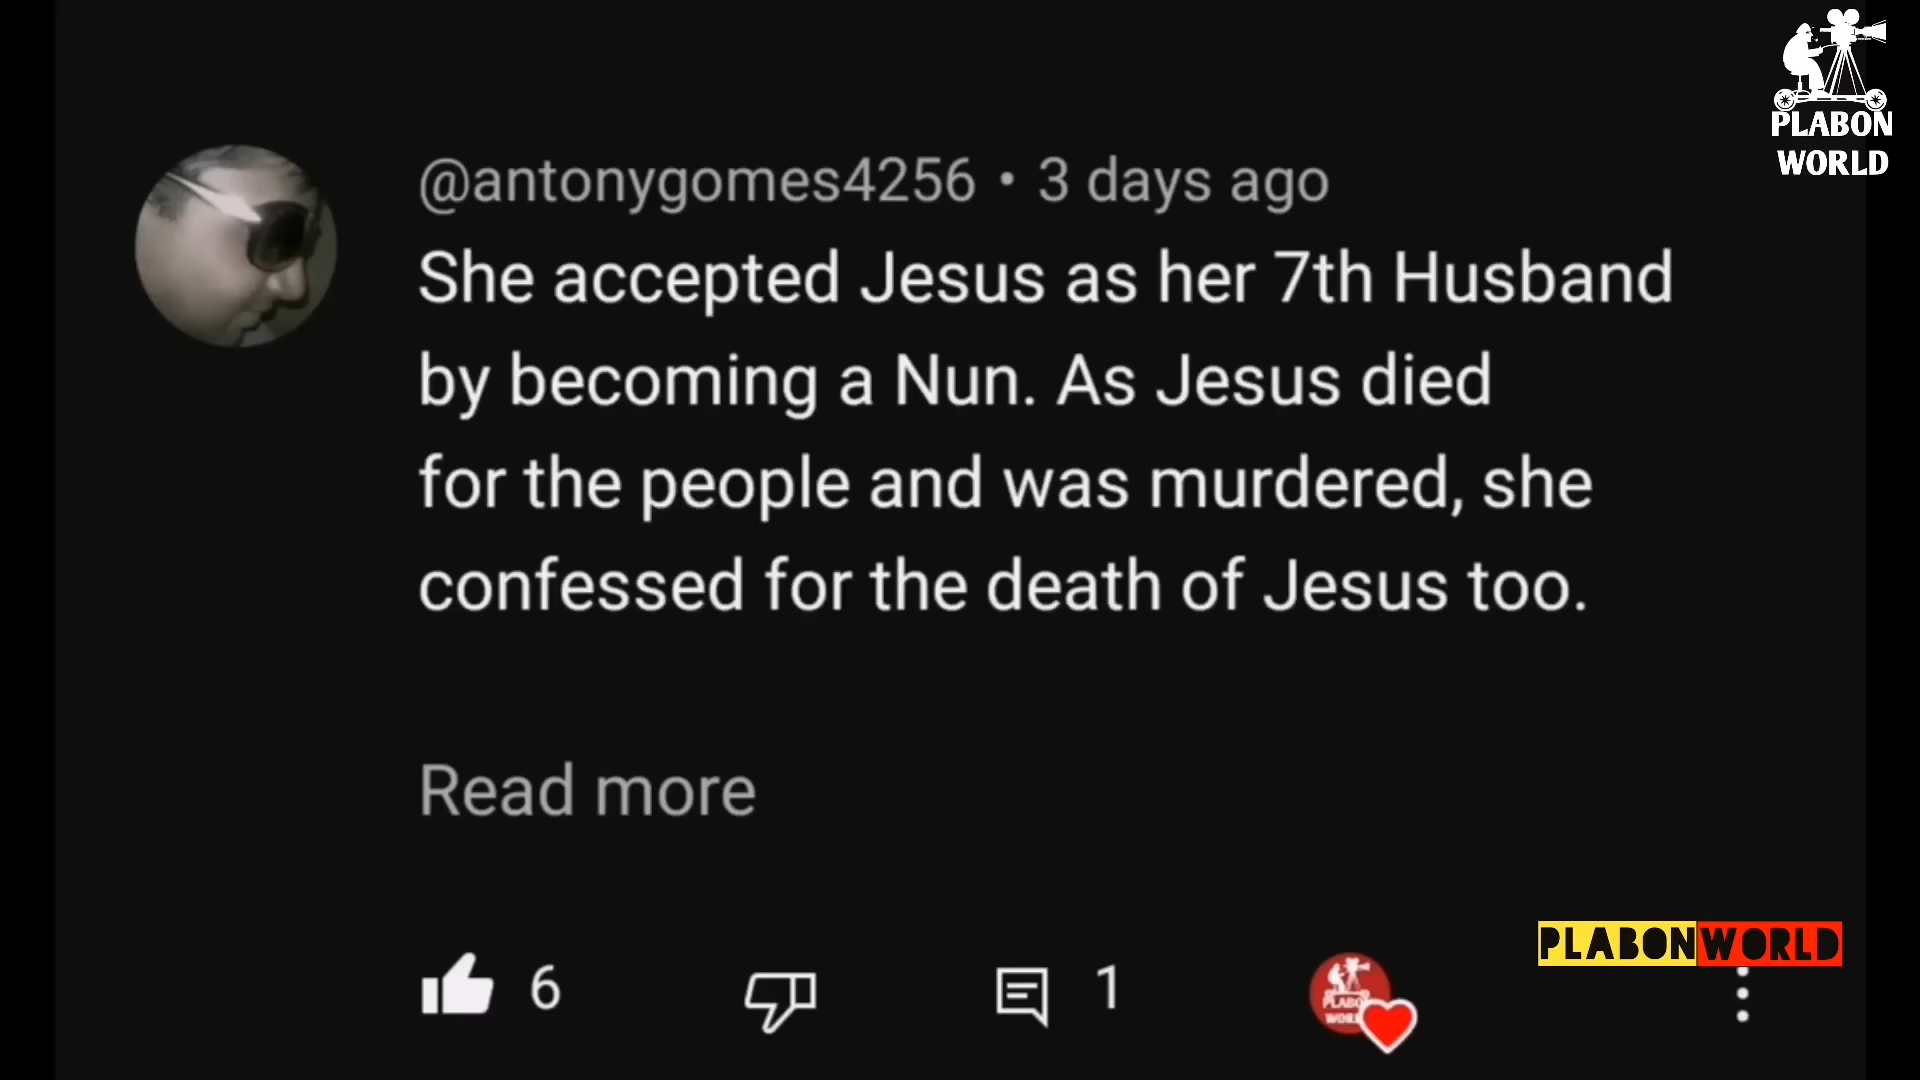 PLABON
WORLD
@antonygomes4256 • 3 days ago
She accepted Jesus as her 7th Husband
by becoming a Nun. As Jesus died
for the people and was murdered, she
confessed for the death of Jesus too.
Read more
PLABONWORLD
6
1